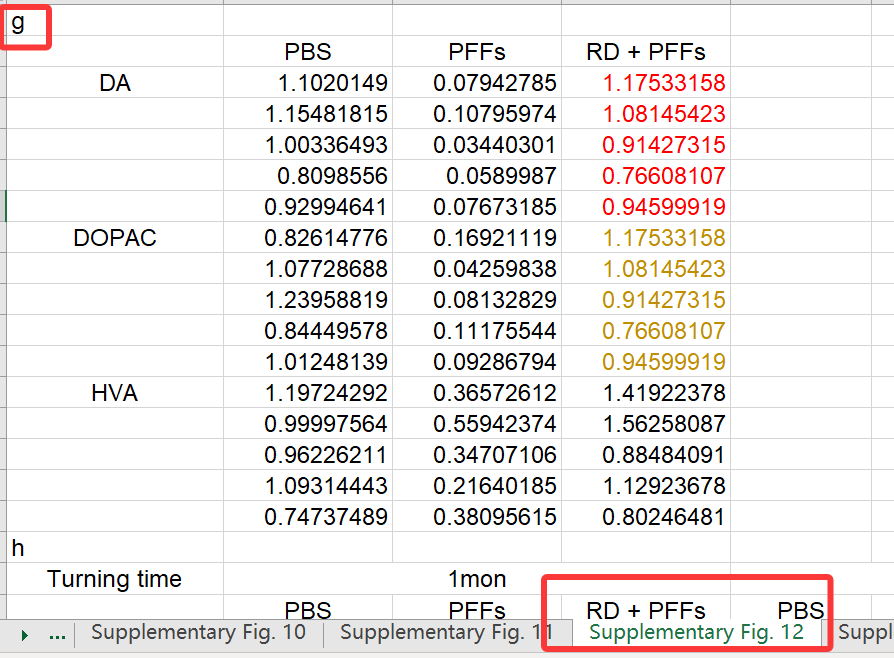 g
PBS PFFs RD + PFFs
DA 1.1020149 0.07942785 1.17533158
1.15481815 0.10795974 1.08145423
1.00336493 0.03440301 0.91427315
0.8098556 0.0589987 0.76608107
0.92994641 0.07673185 0.94599919
DOPAC 0.82614776 0.16921119 1.17533158
1.07728688 0.04259838 1.08145423
1.23958819 0.08132829 0.91427315
0.84449578 0.11175544 0.76608107
1.01248139 0.09286794 0.94599919
HVA 1.19724292 0.36572612 1.41922378
0.99997564 0.55942374 1.56258087
0.96226211 0.34707106 0.88484091
1.09314443 0.21640185 1.12923678
0.74737489 0.38095615 0.80246481
h
Turning time 1mon
PBS PFFs RD + PFFs PBS
... Supplementary Fig. 10 Supplementary Fig. 11 Supplementary Fig. 12 Suppl